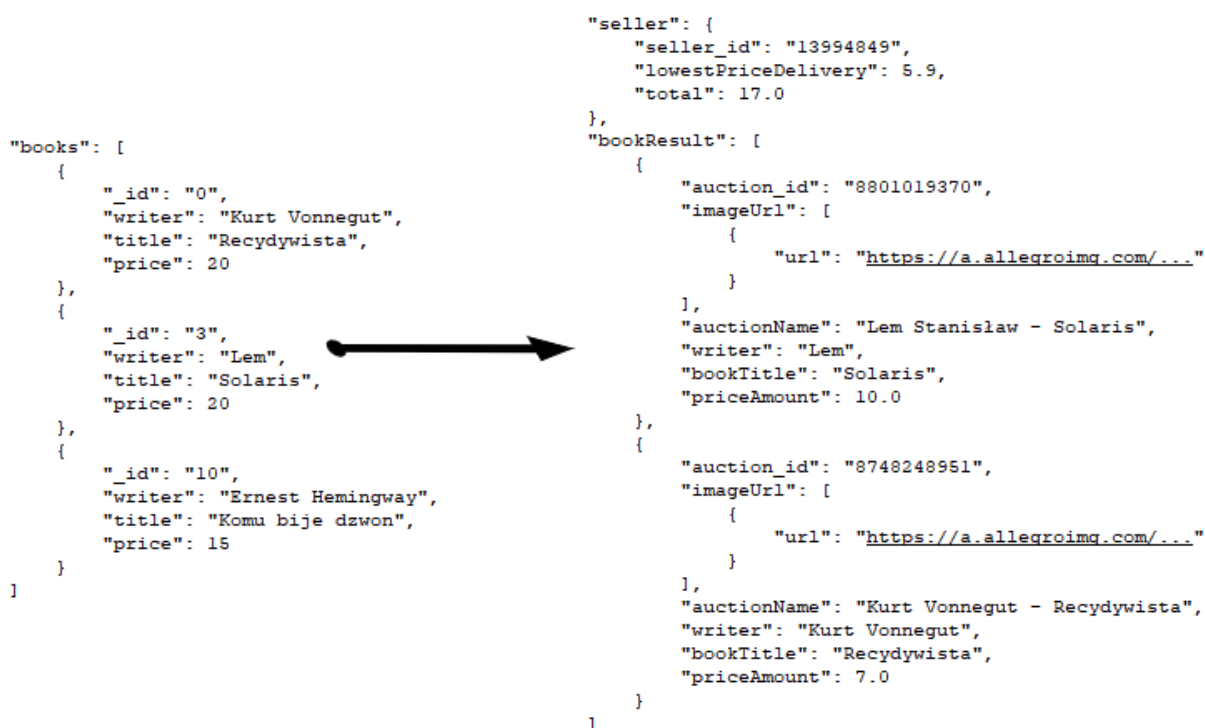 "books": [
    {
        "_id": "0",
        "writer": "Kurt Vonnegut",
        "title": "Recydywista",
        "price": 20
    },
    {
        "_id": "3",
        "writer": "Lem",
        "title": "Solaris",
        "price": 20
    },
    {
        "_id": "10",
        "writer": "Ernest Hemingway",
        "title": "Komu bije dzwon",
        "price": 15
    }
]
"seller": {
    "seller_id": "13994849",
    "lowestPriceDelivery": 5.9,
    "total": 17.0
},
"bookResult": [
    {
        "auction_id": "8801019370",
        "imageUrl": [
            {
                "url": "https://a.allegroimg.com/..."
            }
        ],
        "auctionName": "Lem Stanisław - Solaris",
        "writer": "Lem",
        "bookTitle": "Solaris",
        "priceAmount": 10.0
    },
    {
        "auction_id": "8748248951",
        "imageUrl": [
            {
                "url": "https://a.allegroimg.com/..."
            }
        ],
        "auctionName": "Kurt Vonnegut - Recydywista",
        "writer": "Kurt Vonnegut",
        "bookTitle": "Recydywista",
        "priceAmount": 7.0
    }
]